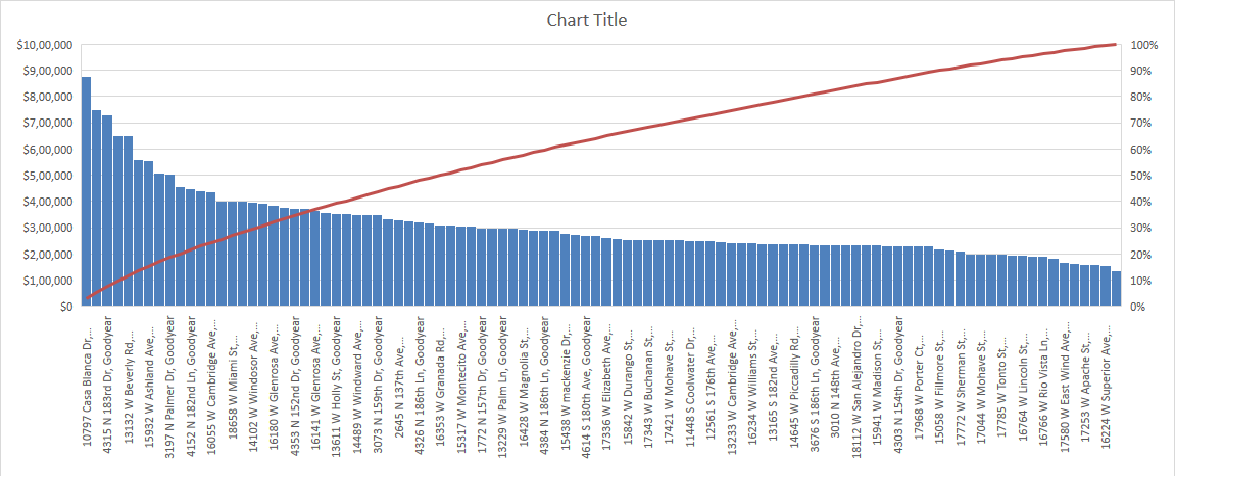 Chart Title
$10,00,000
$9,00,000
$8,00,000
$7,00,000
$6,00,000
$5,00,000
$4,00,000
$3,00,000
$2,00,000
$1,00,000
$0
100%
90%
80%
70%
60%
50%
40%
30%
20%
10%
0%
10797 Casa Blanca Dr,...
4315 N 183rd Dr, Goodyear
13132 W Beverly Rd,...
15932 W Ashland Ave,...
3197 N Palmer Dr, Goodyear
4152 N 182nd Ln, Goodyear
16055 W Cambridge Ave,...
18658 W Miami St,...
14102 W Windosor Ave,...
16180 W Glenrosa Ave,...
4353 N 152nd Dr, Goodyear
16141 W Glenrosa Ave,...
13611 W Holly St, Goodyear
14489 W Windward Ave,...
3073 N 159th Dr, Goodyear
2645 N 137th Ave,...
4326 N 186th Ln, Goodyear
16353 W Granada Rd,...
15317 W Montecito Ave,...
1772 N 157th Dr, Goodyear
13229 W Palm Ln, Goodyear
16428 W Magnolia St,...
4384 N 186th Ln, Goodyear
15438 W mackenzie Dr,...
4614 S 180th Ave, Goodyear
17336 W Elizabeth Ave,...
15842 W Durango St,...
17343 W Buchanan St,...
17421 W Mohave St,...
11448 S Coolwater Dr,...
12561 S 176th Ave,...
13233 W Cambridge Ave,...
16234 W Williams St,...
13165 S 182nd Ave,...
14645 W Piccadilly Rd,...
3676 S 186th Ln, Goodyear
3010 N 148th Ave,...
18112 W San Alejandro Dr,...
15941 W Madison St,...
4303 N 154th Dr, Goodyear
17968 W Porter Ct,...
15058 W Fillmore St,...
17772 W Sherman St,...
17044 W Mohave St,...
17785 W Tionto St,...
16764 W Lincoln St,...
16766 W Rio Vista Ln,...
17580 W East Wind Ave,...
17253 W Apache St,...
16224 W Superior Ave,...